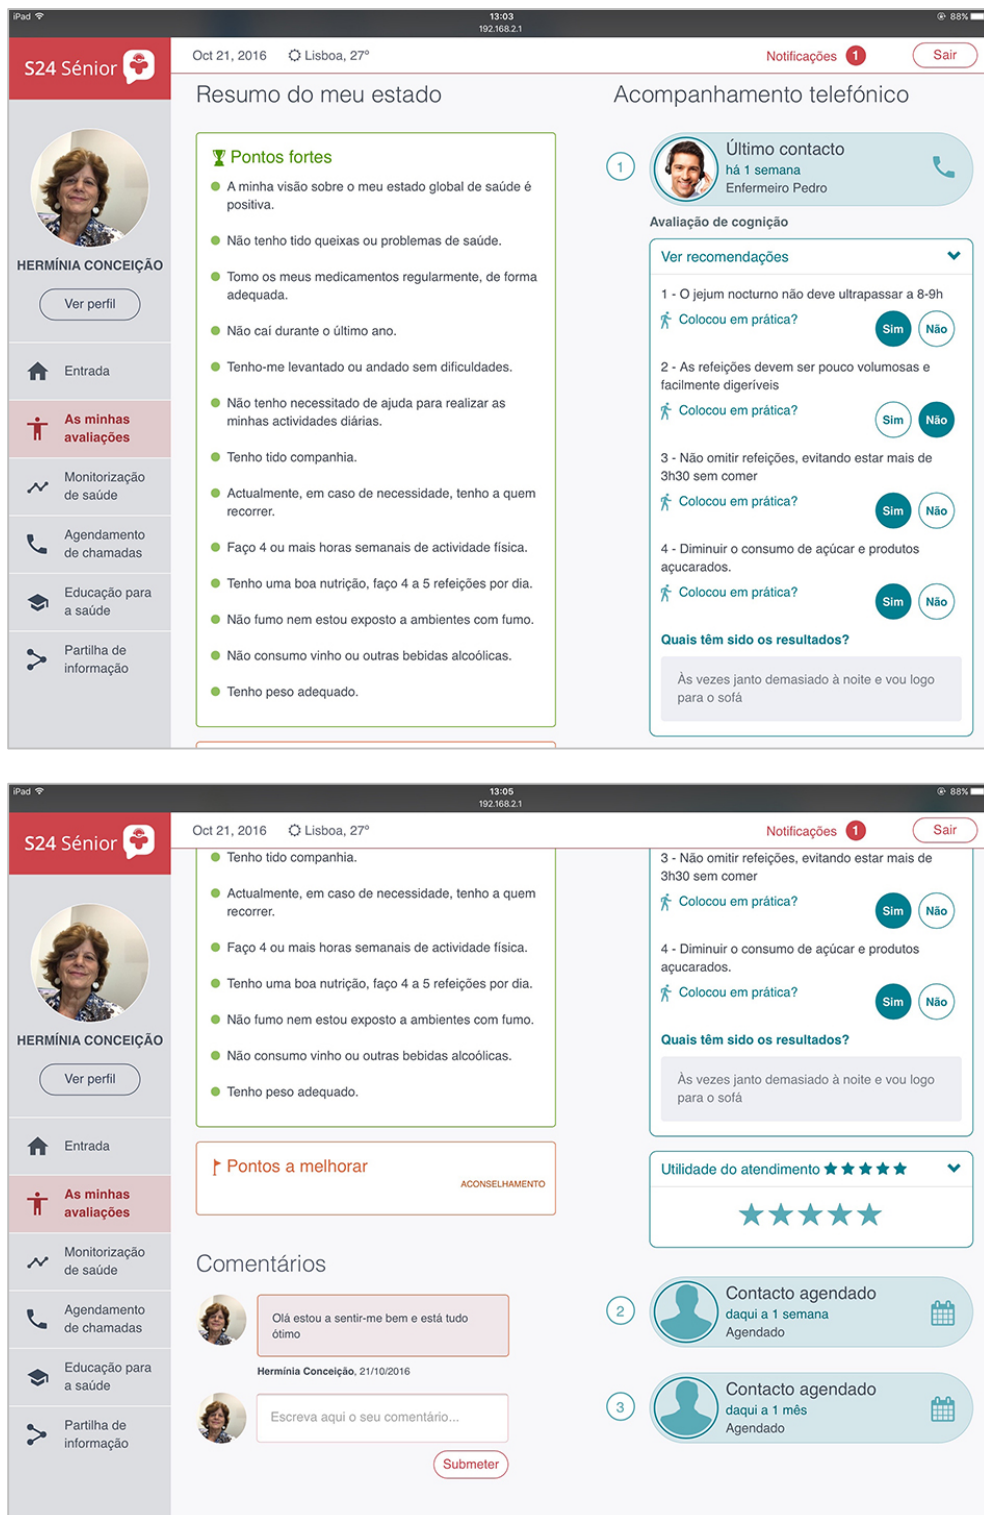 iPad
13:03
88%
192.168.2.1
S24 Sénior
Oct 21, 2016
Lisboa, 27º
Notificações 1
Sair
HERMÍNIA CONCEIÇÃO
Ver perfil
Entrada
As minhas
avaliações
Monitorização
de saúde
Agendamento
de chamadas
Educação para
a saúde
Partilha de
informação
Resumo do meu estado
Pontos fortes
A minha visão sobre o meu estado global de saúde é
positiva.
Não tenho tido queixas ou problemas de saúde.
Tomo os meus medicamentos regularmente, de forma
adequada.
Não caí durante o último ano.
Tenho-me levantado ou andado sem dificuldades.
Não tenho necessitado de ajuda para realizar as
minhas actividades diárias.
Tenho tido companhia.
Actualmente, em caso de necessidade, tenho a quem
recorrer.
Faço 4 ou mais horas semanais de actividade física.
Tenho uma boa nutrição, faço 4 a 5 refeições por dia.
Não fumo nem estou exposto a ambientes com fumo.
Não consumo vinho ou outras bebidas alcoólicas.
Tenho peso adequado.
Acompanhamento telefónico
1
Último contacto
há 1 semana
Enfermeiro Pedro
Avaliação de cognição
Ver recomendações
1 - O jejum nocturno não deve ultrapassar a 8-9h
Colocou em prática?
Sim Não
2 - As refeições devem ser pouco volumosas e
facilmente digeríveis
Colocou em prática?
Sim Não
3 - Não omitir refeições, evitando estar mais de
3h30 sem comer
Colocou em prática?
Sim Não
4 - Diminuir o consumo de açúcar e produtos
açucarados.
Colocou em prática?
Sim Não
Quais têm sido os resultados?
Às vezes janto demasiado à noite e vou logo
para o sofá
iPad
13:05
88%
192.168.2.1
S24 Sénior
Oct 21, 2016
Lisboa, 27º
Notificações 1
Sair
HERMÍNIA CONCEIÇÃO
Ver perfil
Entrada
As minhas
avaliações
Monitorização
de saúde
Agendamento
de chamadas
Educação para
a saúde
Partilha de
informação
Tenho tido companhia.
Actualmente, em caso de necessidade, tenho a quem
recorrer.
Faço 4 ou mais horas semanais de actividade física.
Tenho uma boa nutrição, faço 4 a 5 refeições por dia.
Não fumo nem estou exposto a ambientes com fumo.
Não consumo vinho ou outras bebidas alcoólicas.
Tenho peso adequado.
Pontos a melhorar
ACONSELHAMENTO
Comentários
Olá estou a sentir-me bem e está tudo
ótimo
Hermínia Conceição, 21/10/2016
Escreva aqui o seu comentário...
Submeter
3 - Não omitir refeições, evitando estar mais de
3h30 sem comer
Colocou em prática?
Sim Não
4 - Diminuir o consumo de açúcar e produtos
açucarados.
Colocou em prática?
Sim Não
Quais têm sido os resultados?
Às vezes janto demasiado à noite e vou logo
para o sofá
Utilidade do atendimento
2
Contacto agendado
daqui a 1 semana
Agendado
3
Contacto agendado
daqui a 1 mês
Agendado